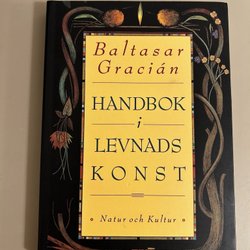 Baltasar
Gracián
HANDBOK
i
LEVNADS
KONST
Natur och Kultur